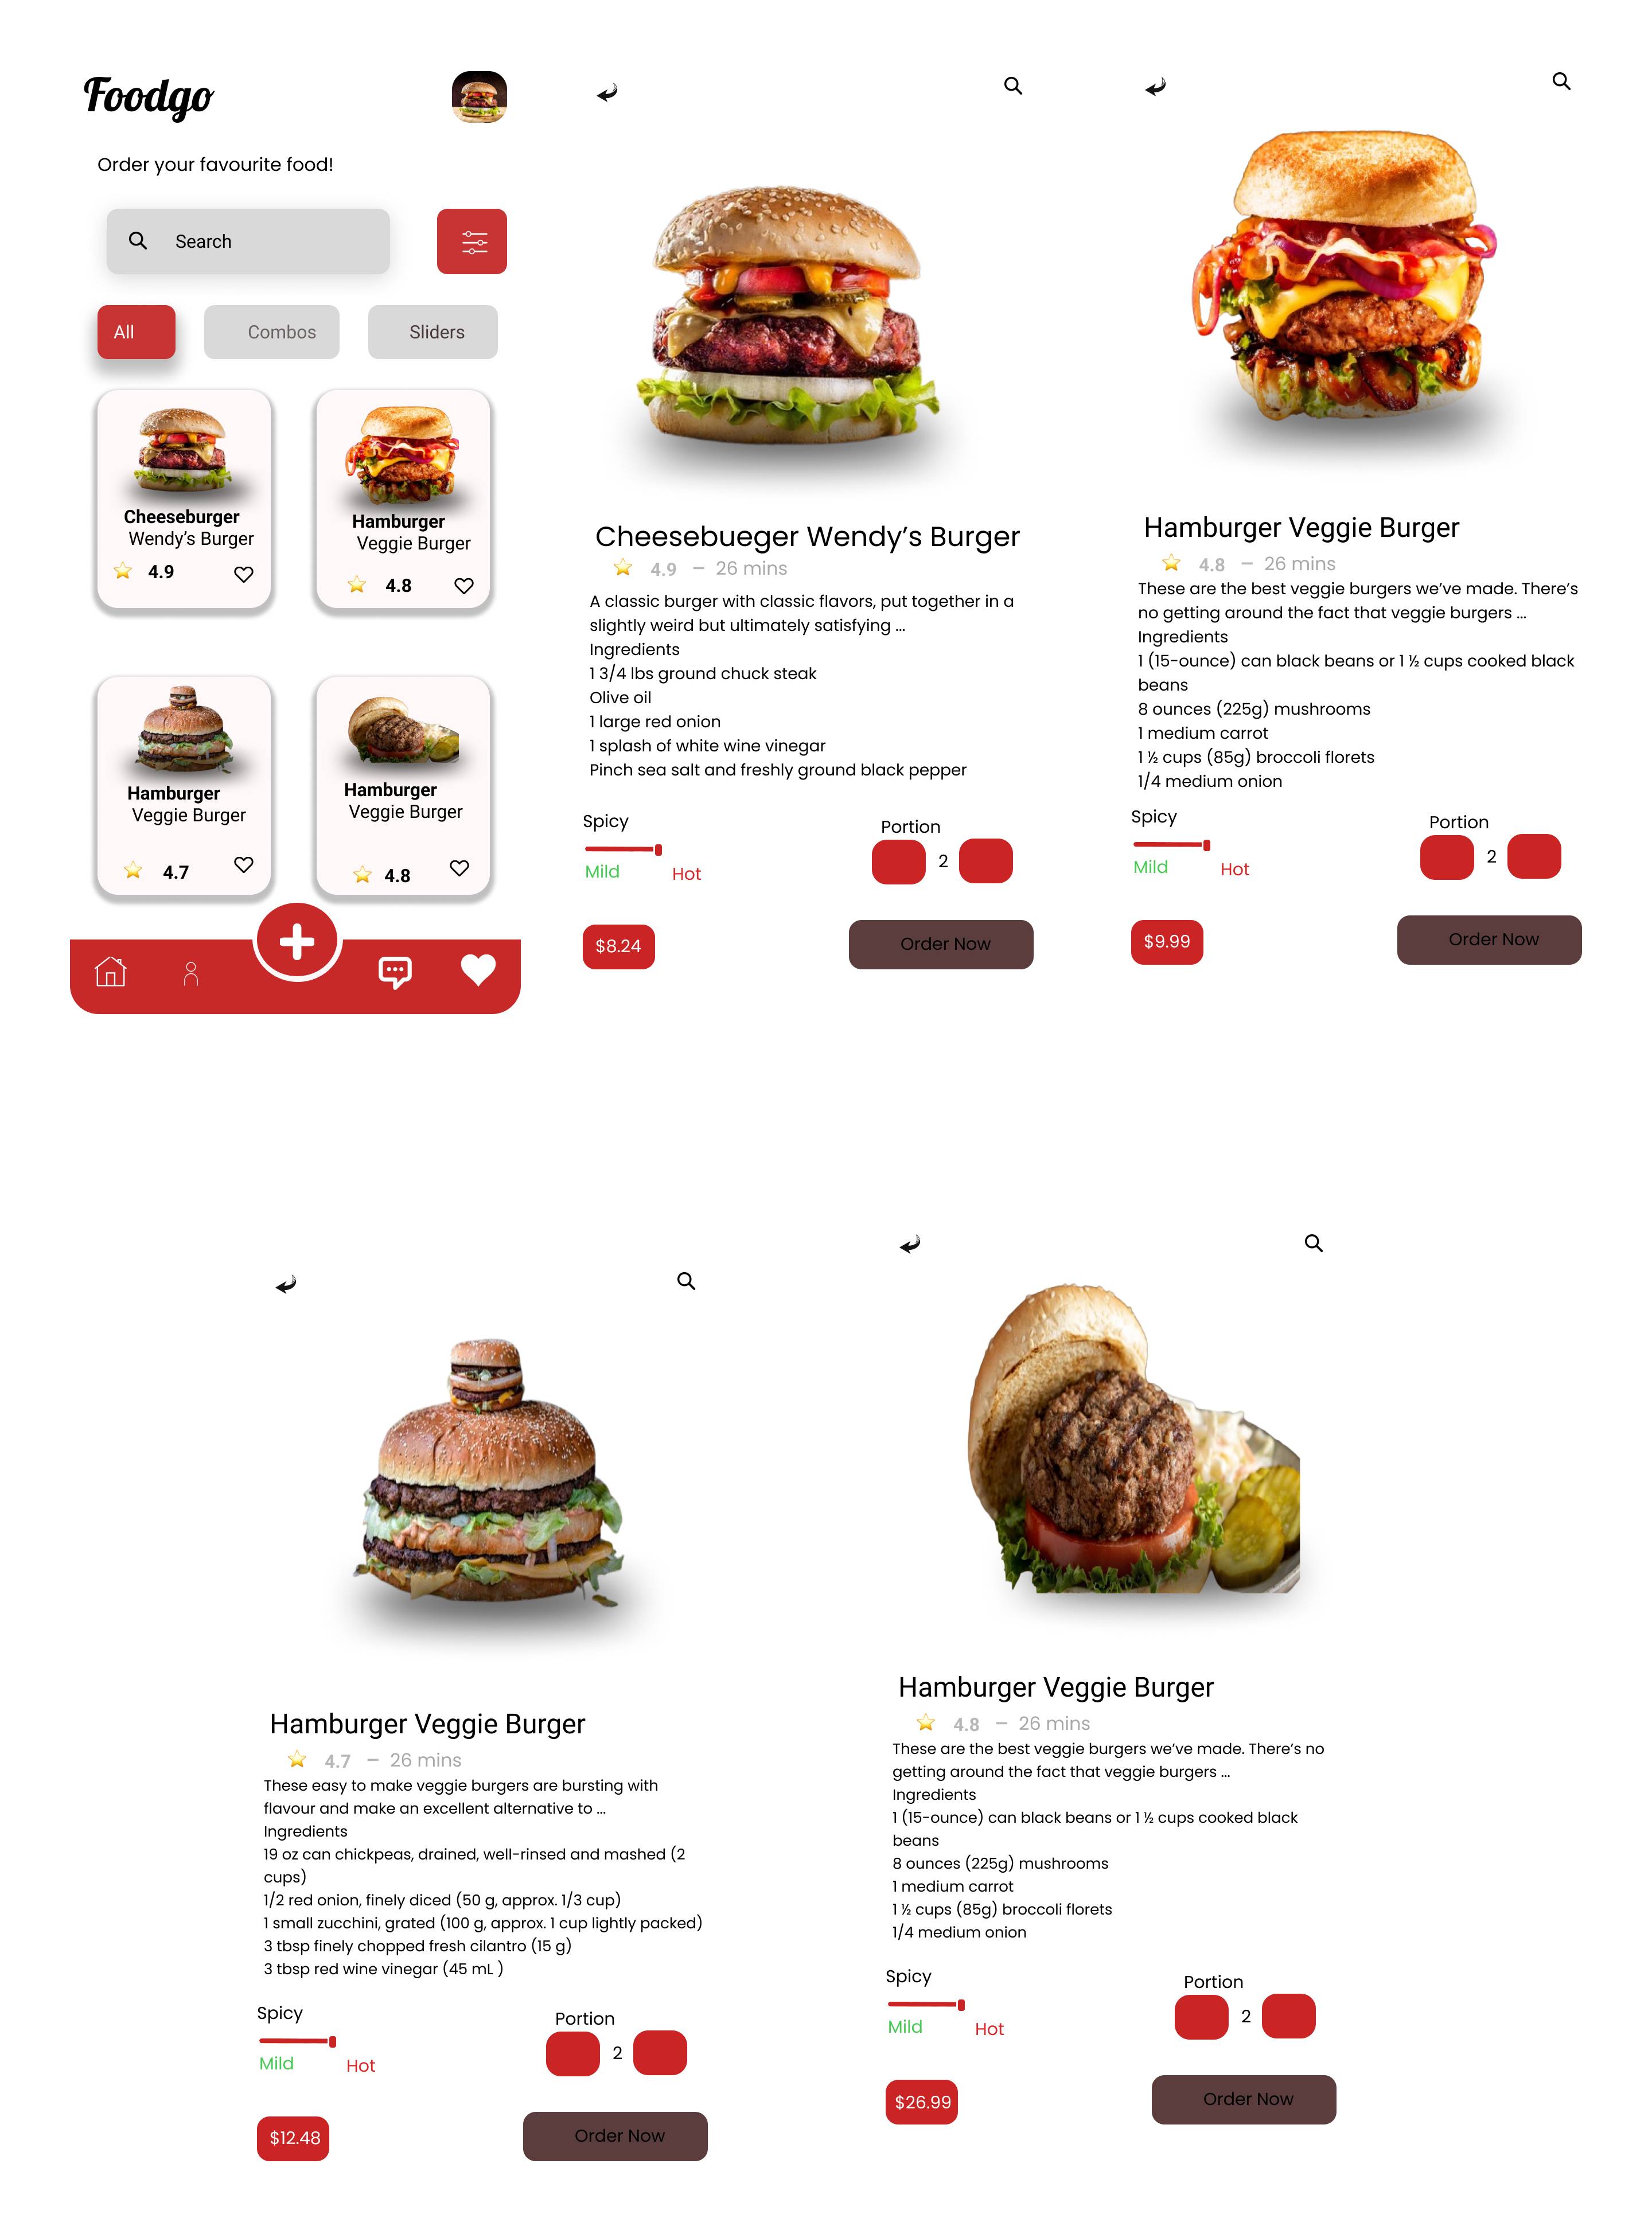 Foodgo
Order your favourite food!
Search
All
Combos
Sliders
Cheeseburger
Wendy's Burger
4.9
Hamburger
Veggie Burger
4.8
Hamburger
Veggie Burger
4.7
Hamburger
Veggie Burger
4.8
Cheesebueger Wendy's Burger
4.9 – 26 mins
A classic burger with classic flavors, put together in a
slightly weird but ultimately satisfying ...
Ingredients
1 3/4 lbs ground chuck steak
Olive oil
1 large red onion
1 splash of white wine vinegar
Pinch sea salt and freshly ground black pepper
Spicy
Mild
Hot
Portion
2
$8.24
Order Now
Hamburger Veggie Burger
4.8 – 26 mins
These are the best veggie burgers we've made. There's
no getting around the fact that veggie burgers ...
Ingredients
1 (15-ounce) can black beans or 1 ½ cups cooked black
beans
8 ounces (225g) mushrooms
1 medium carrot
1 ½ cups (85g) broccoli florets
1/4 medium onion
Spicy
Mild
Hot
Portion
2
$9.99
Order Now
Hamburger Veggie Burger
4.7 – 26 mins
These easy to make veggie burgers are bursting with
flavour and make an excellent alternative to ...
Ingredients
19 oz can chickpeas, drained, well-rinsed and mashed (2
cups)
1/2 red onion, finely diced (50 g, approx. 1/3 cup)
1 small zucchini, grated (100 g, approx. 1 cup lightly packed)
3 tbsp finely chopped fresh cilantro (15 g)
3 tbsp red wine vinegar (45 mL )
Spicy
Mild
Hot
Portion
2
$12.48
Order Now
Hamburger Veggie Burger
4.8 – 26 mins
These are the best veggie burgers we've made. There's no
getting around the fact that veggie burgers ...
Ingredients
1 (15-ounce) can black beans or 1 ½ cups cooked black
beans
8 ounces (225g) mushrooms
1 medium carrot
1 ½ cups (85g) broccoli florets
1/4 medium onion
Spicy
Mild
Hot
Portion
2
$26.99
Order Now